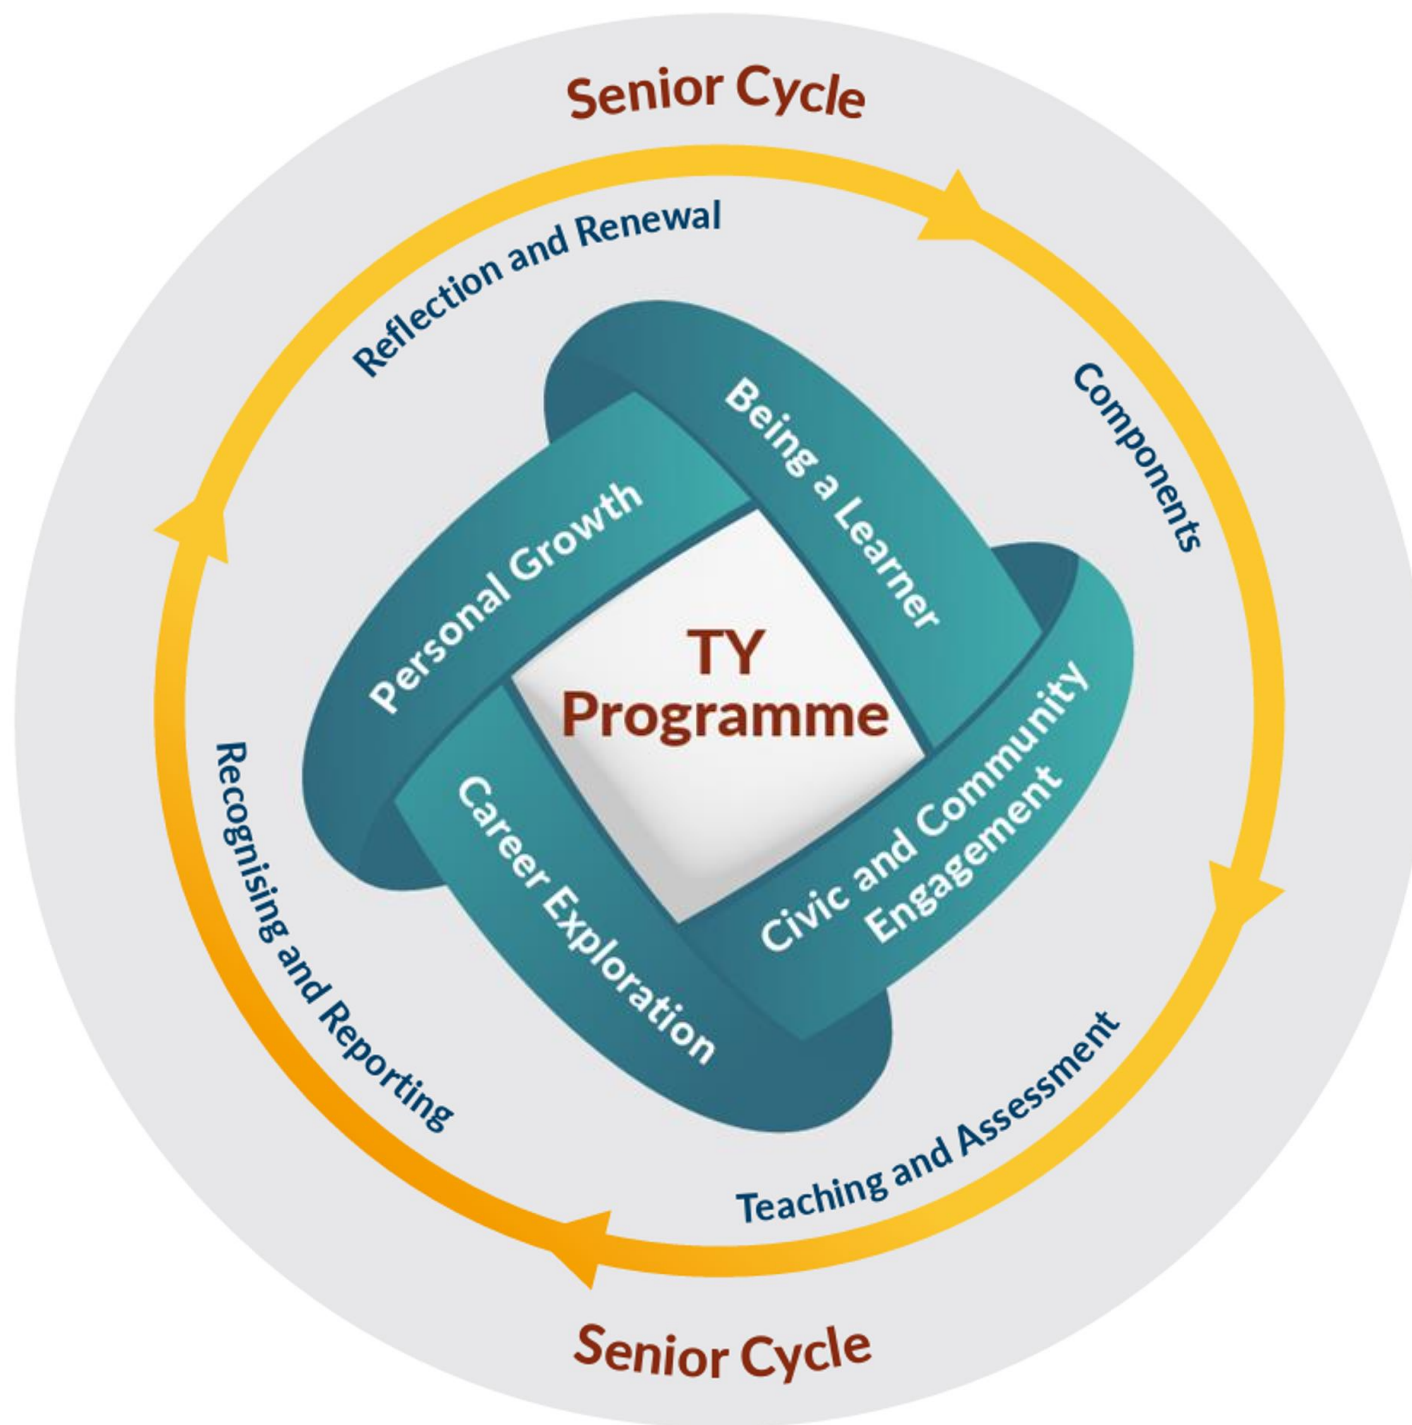 Senior Cycle
Reflection and Renewal
Components
Being a Learner
Personal Growth
TY
Programme
Civic and Community
Engagement
Career Exploration
Recognising and Reporting
Teaching and Assessment
Senior Cycle